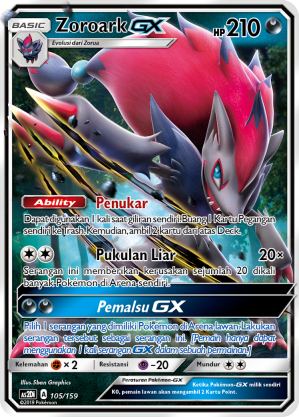 BASIC
Zoroark GX
HP 210
Evolusi dari Zorua
Ability Penukar
Dapat digunakan 1 kali saat giliran sendiri. Buang 1 Kartu Pegangan
sendiri ke Trash. Kemudian, ambil 2 kartu dari atas Deck.
Pukulan Liar 20×
Serangan ini memberikan kerusakan sejumlah 20 dikali
banyak Pokémon di Arena sendiri.
Pemalsu GX
Pilih 1 serangan yang dimiliki Pokémon di Arena lawan. Lakukan
serangan tersebut sebagai serangan ini. [Pemain hanya dapat
menggunakan 1 kali serangan GX dalam sebuah permainan.]
Kelemahan × 2 Resistansi -20 Mundur
Illus. 5ban Graphics
Peraturan Pokémon-GX
Ketika Pokémon-GX milik sendiri
KO, lawan mengambil 2 Kartu Point.
AS2Di A 105/159
©2019 Pokémon